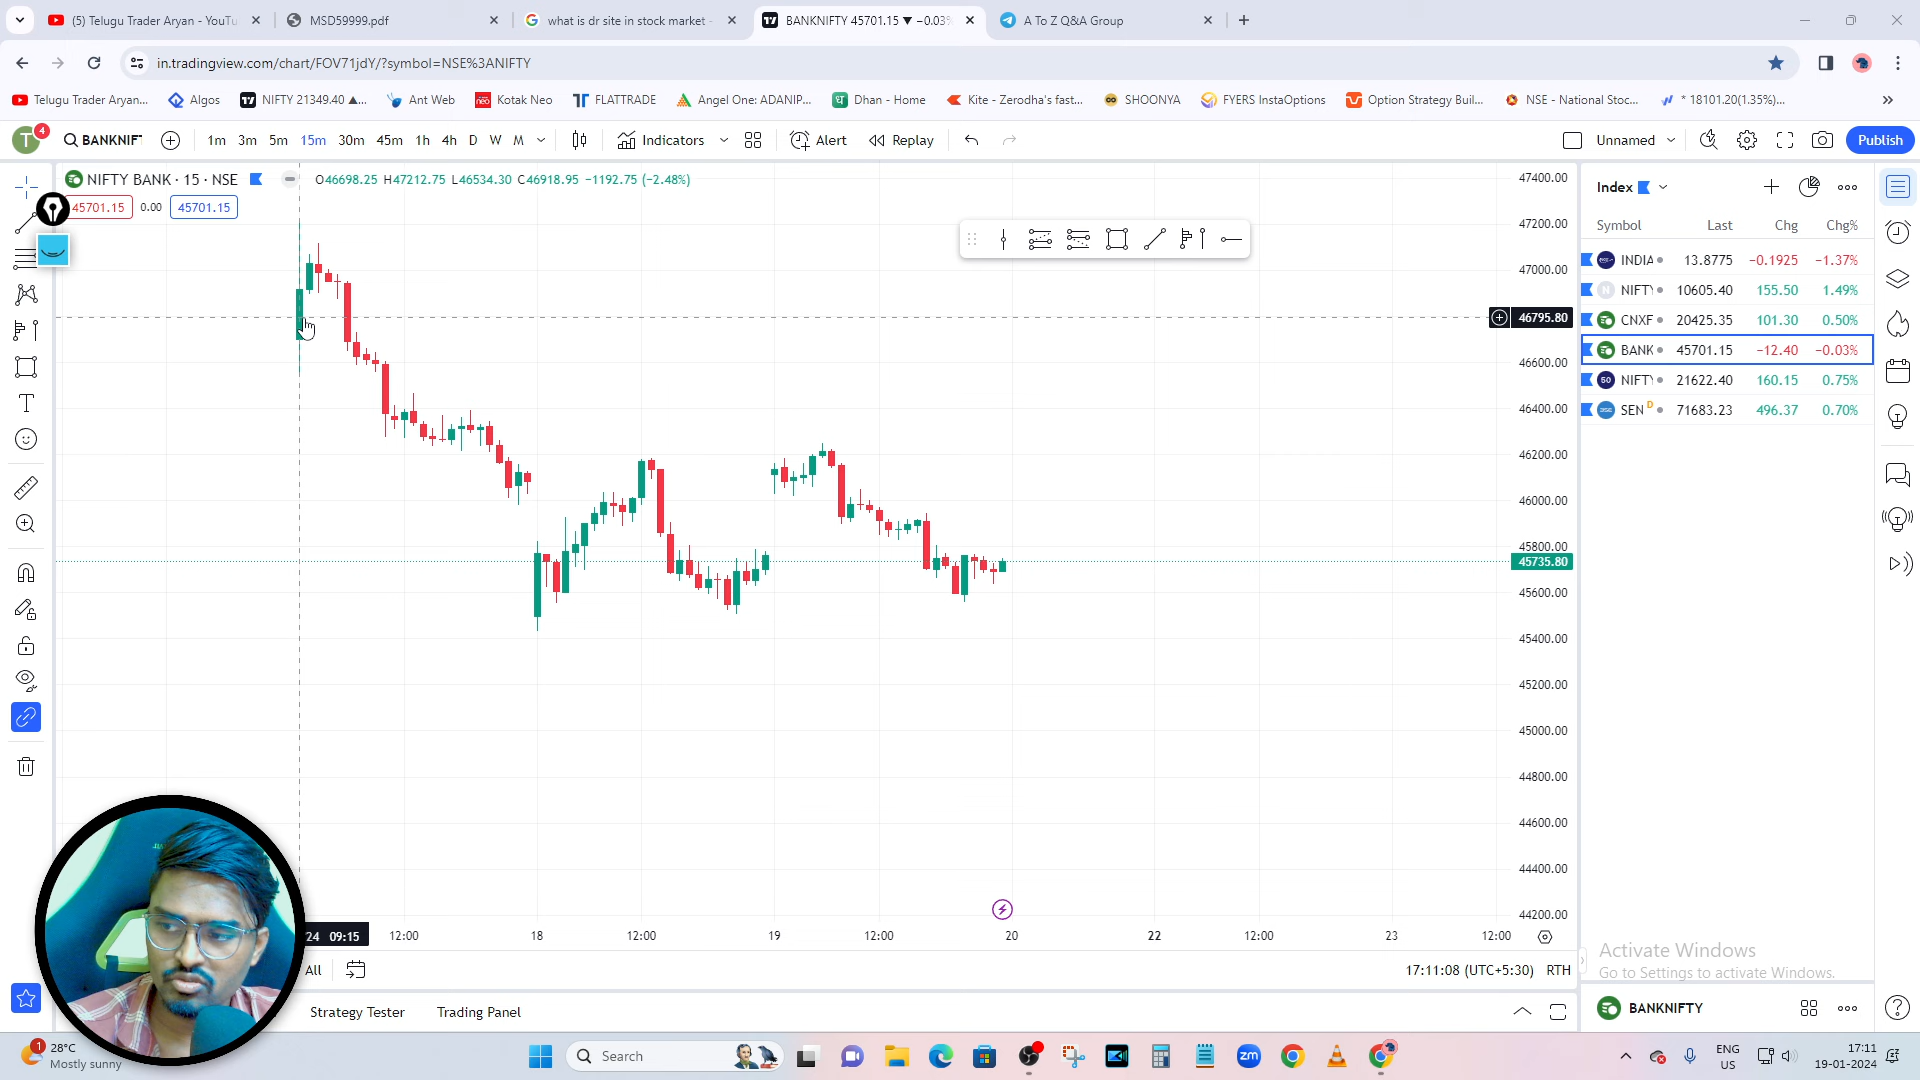 (5) Telugu Trader Aryan - YouTu
MSD59999.pdf
what is dr site in stock market -
BANKNIFTY 45701.15 ▼ −0.03%
A To Z Q&A Group
in.tradingview.com/chart/FOV71jdY/?symbol=NSE%3ANIFTY
Telugu Trader Aryan...
Algos
NIFTY 21349.40 ▲...
Ant Web
Kotak Neo
FLATTRADE
Angel One: ADANIP...
Dhan - Home
Kite - Zerodha's fast...
SHOONYA
FYERS InstaOptions
Option Strategy Buil...
NSE - National Stoc...
* 18101.20(1.35%)...
T 4
BANKNIFT
1m 3m 5m 15m 30m 45m 1h 4h D W M
Indicators
Alert
Replay
Unnamed
Publish
NIFTY BANK · 15 · NSE
O46698.25 H47212.75 L46534.30 C46918.95 −1192.75 (−2.48%)
45701.15 0.00 45701.15
47400.00
47200.00
47000.00
46795.80
46600.00
46400.00
46200.00
46000.00
45800.00
45735.80
45600.00
45400.00
45200.00
45000.00
44800.00
44600.00
44400.00
44200.00
Index
Symbol Last Chg Chg%
INDIA 13.8775 −0.1925 −1.37%
NIFTY 10605.40 155.50 1.49%
CNXF 20425.35 101.30 0.50%
BANK 45701.15 −12.40 −0.03%
50 NIFTY 21622.40 160.15 0.75%
SEN D 71683.23 496.37 0.70%
24 09:15 12:00 18 12:00 19 12:00 20 22 12:00 23 12:00
All
17:11:08 (UTC+5:30) RTH
Strategy Tester
Trading Panel
Activate Windows
Go to Settings to activate Windows.
BANKNIFTY
1
28°C
Mostly sunny
Search
zm
ENG
US
17:11
19-01-2024